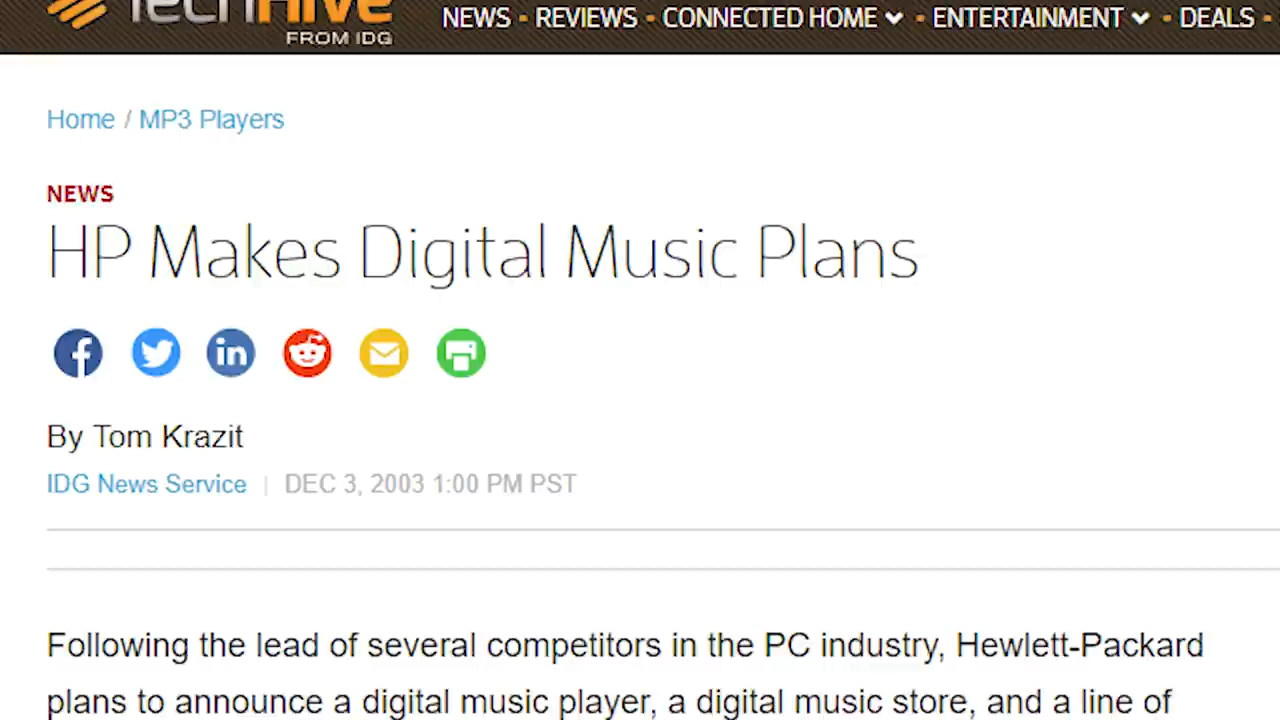 TechHive
FROM IDG
NEWS • REVIEWS • CONNECTED HOME • ENTERTAINMENT • DEALS •
Home / MP3 Players
NEWS
HP Makes Digital Music Plans
By Tom Krazit
IDG News Service | DEC 3, 2003 1:00 PM PST
Following the lead of several competitors in the PC industry, Hewlett-Packard
plans to announce a digital music player, a digital music store, and a line of